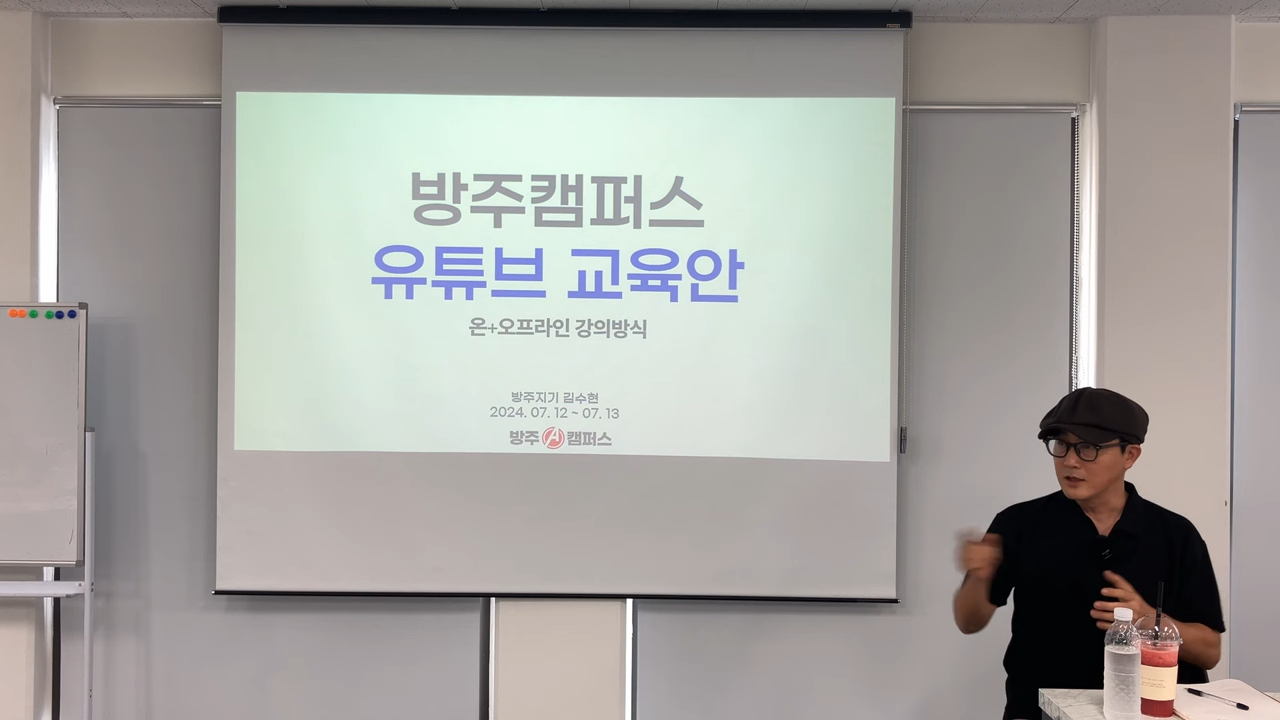 방주캠퍼스
유튜브 교육안
온+오프라인 강의방식
방주지기 김수현
2024. 07. 12 ~ 07. 13
방주 A 캠퍼스